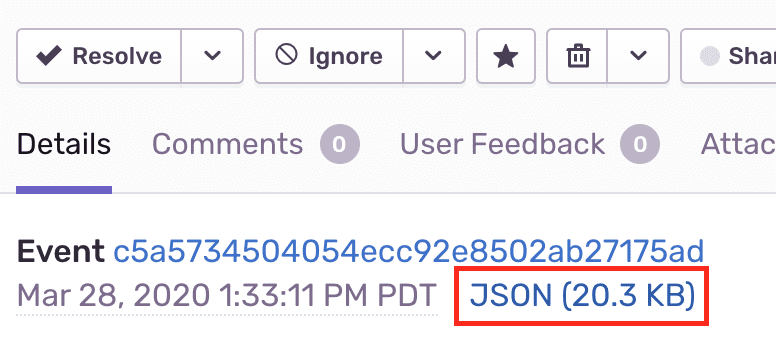 Resolve Ignore Shar
Details Comments 0 User Feedback 0 Attac
Event c5a5734504054ecc92e8502ab27175ad
Mar 28, 2020 1:33:11 PM PDT JSON (20.3 KB)